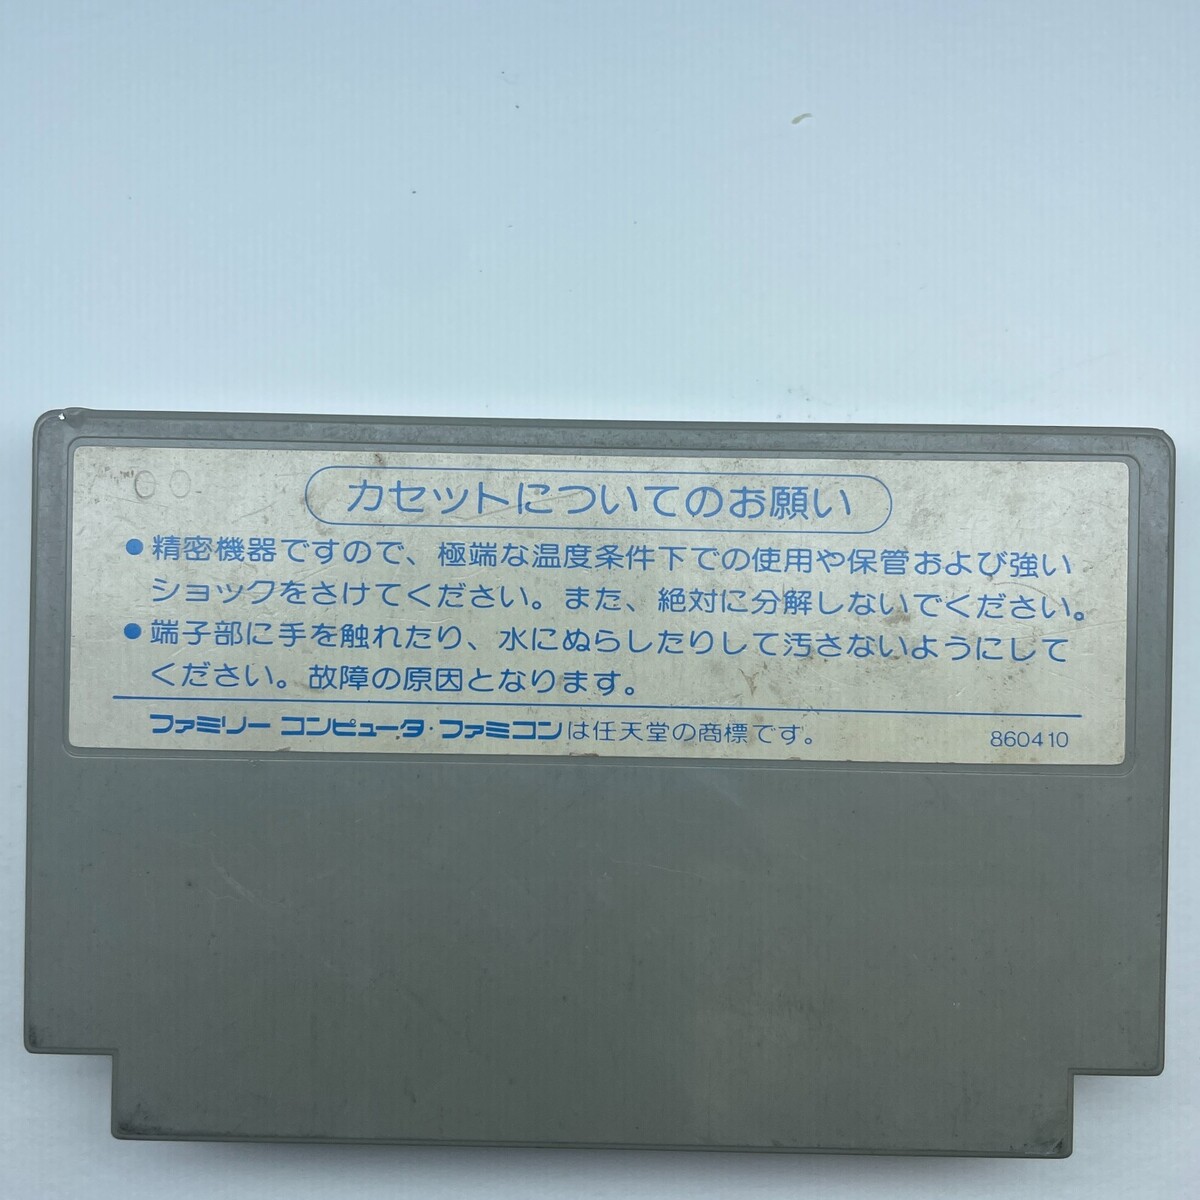 00
カセットについてのお願い
●精密機器ですので、極端な温度条件下での使用や保管および強い
ショックをさけてください。また、絶対に分解しないでください。
●端子部に手を触れたり、水にぬらしたりして汚さないようにして
ください。故障の原因となります。
ファミリー コンピュータ・ファミコンは任天堂の商標です。
860410